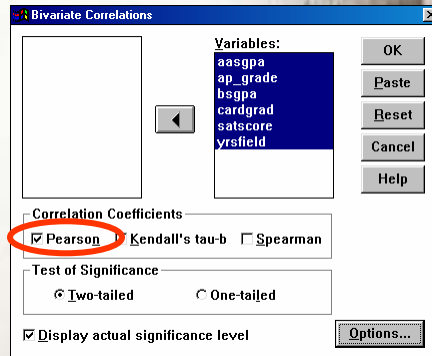 Bivariate Correlations
Variables:
aasgpa
ap_grade
bsgpa
cardgrad
satscore
yrsfield
OK
Paste
Reset
Cancel
Help
Correlation Coefficients
Pearson Kendall's tau-b Spearman
Test of Significance
Two-tailed One-tailed
Display actual significance level
Options...